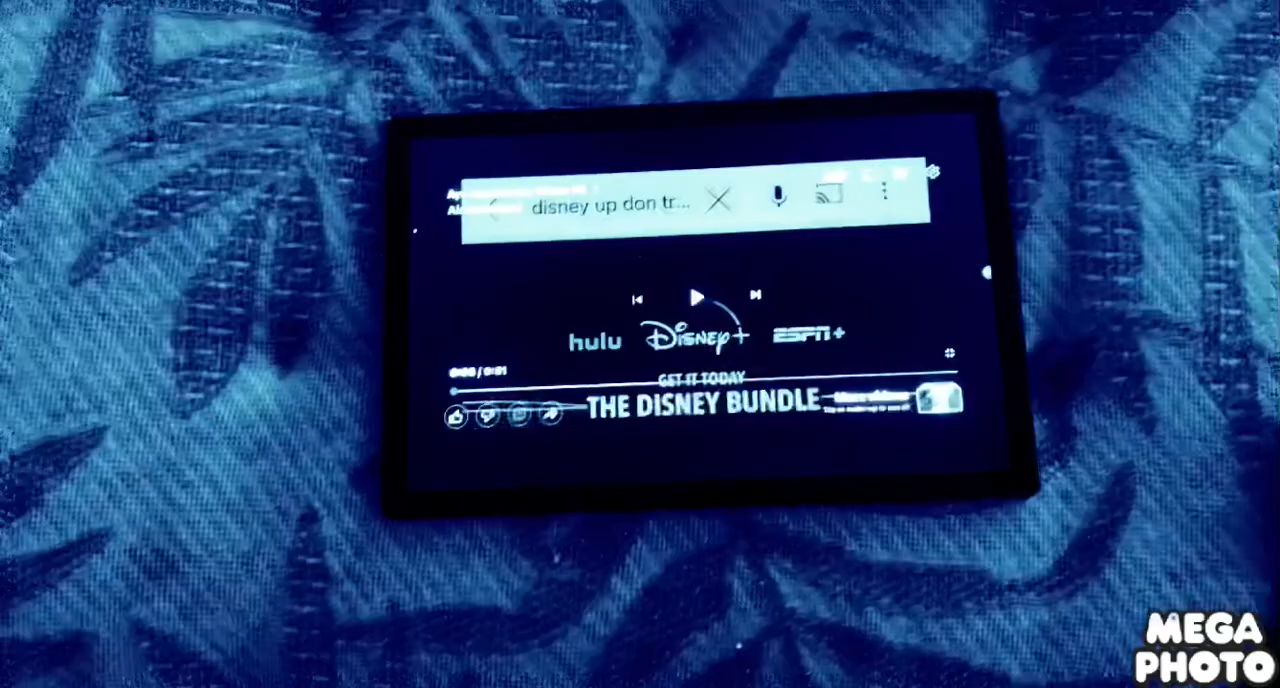 disney up don tr...
hulu Disney+ ESPN+
GET IT TODAY
THE DISNEY BUNDLE
MEGA
PHOTO